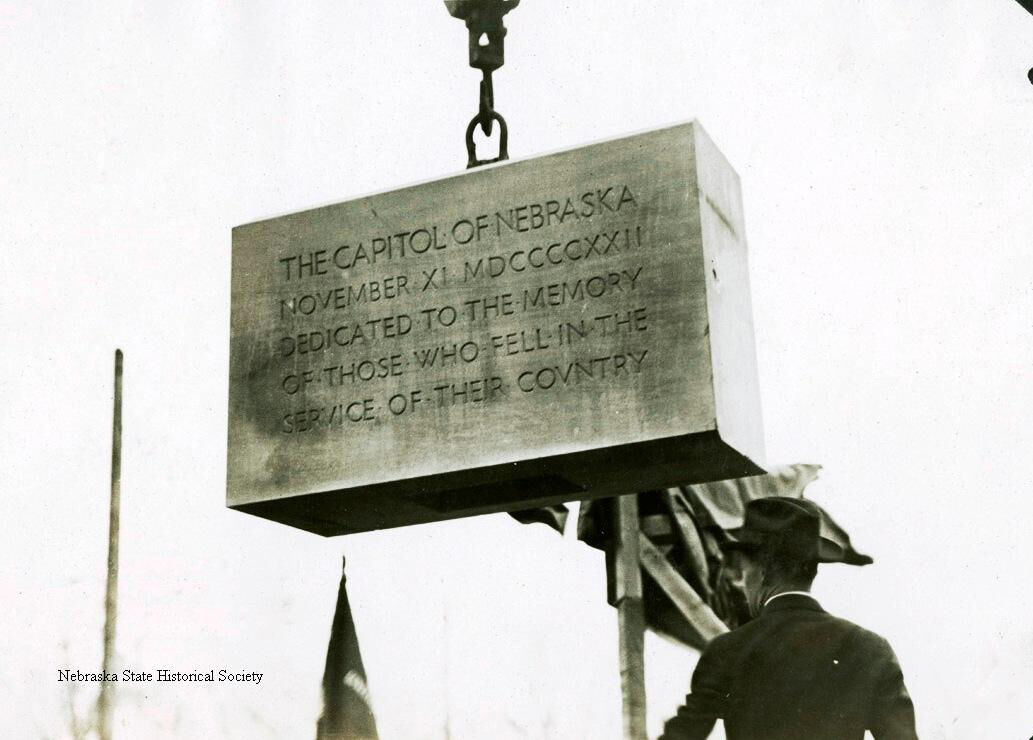 THE·CAPITOL·OF·NEBRASKA
NOVEMBER XI MDCCCCXXII
DEDICATED·TO·THE·MEMORY
OF·THOSE·WHO·FELL·IN·THE
SERVICE·OF·THEIR·COVNTRY
Nebraska State Historical Society